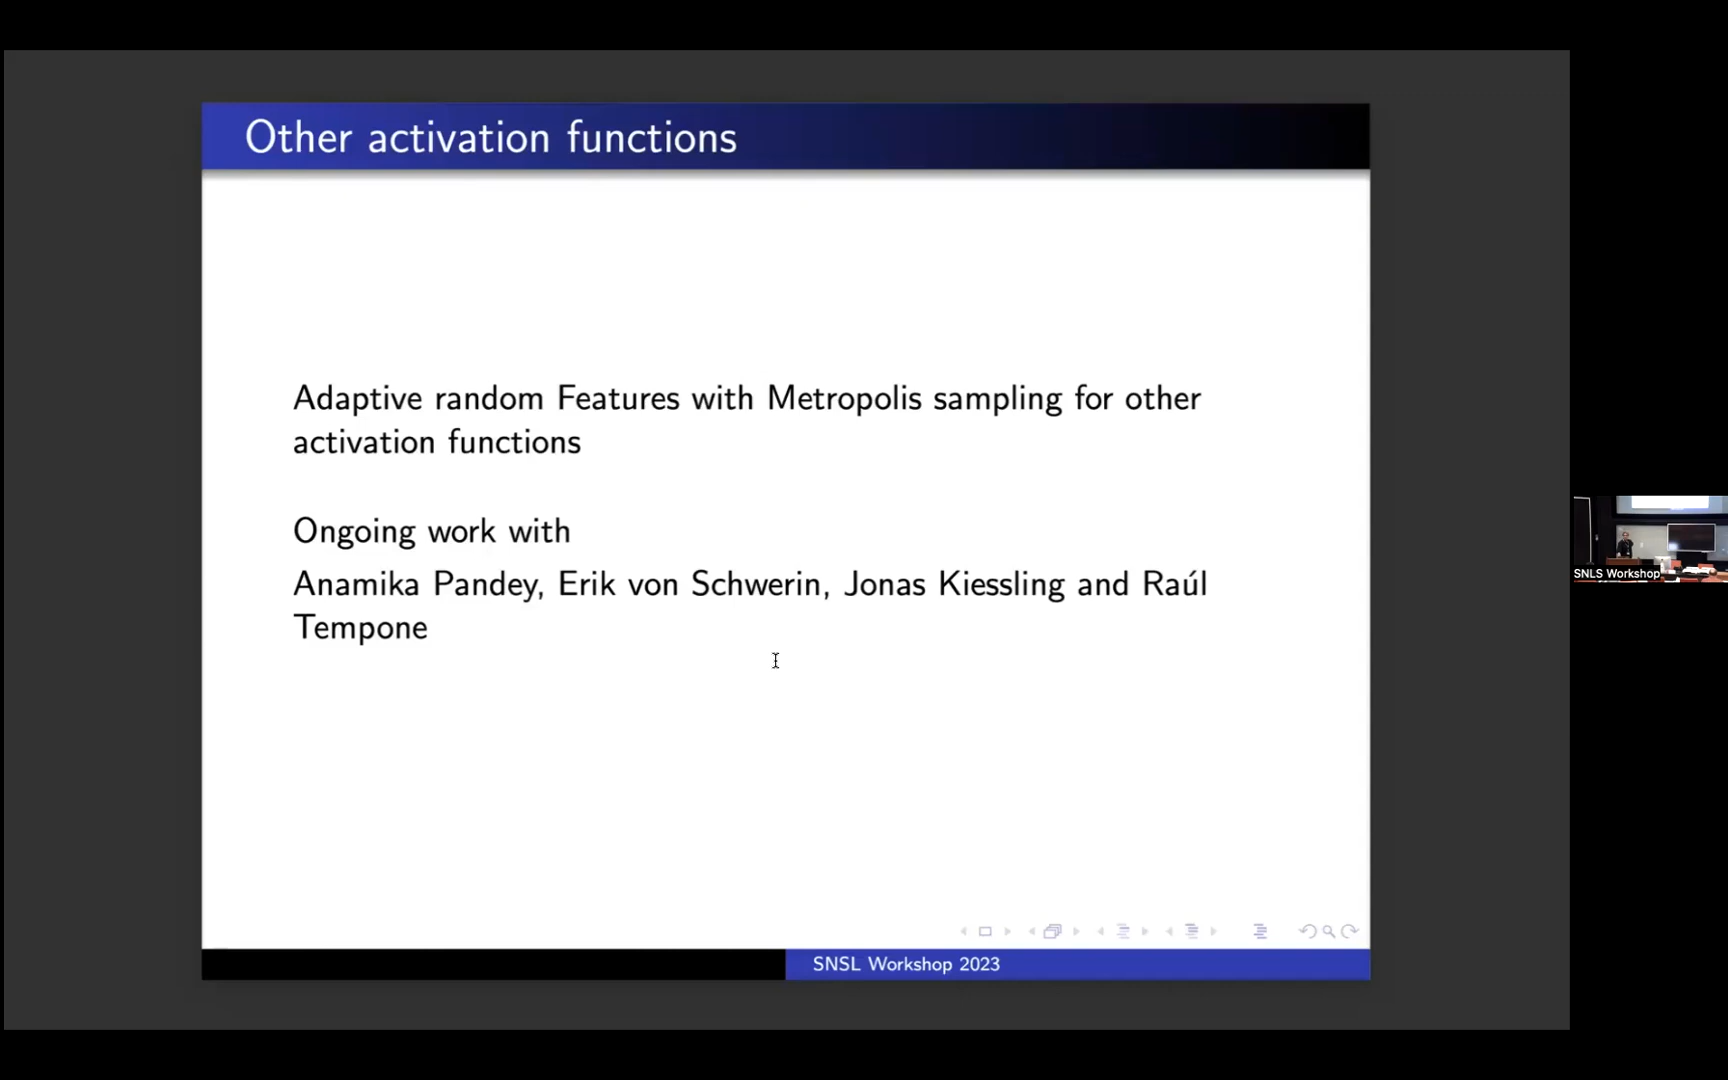 Other activation functions
Adaptive random Features with Metropolis sampling for other
activation functions
Ongoing work with
Anamika Pandey, Erik von Schwerin, Jonas Kiessling and Raúl
Tempone
SNSL Workshop 2023
SNLS Workshop